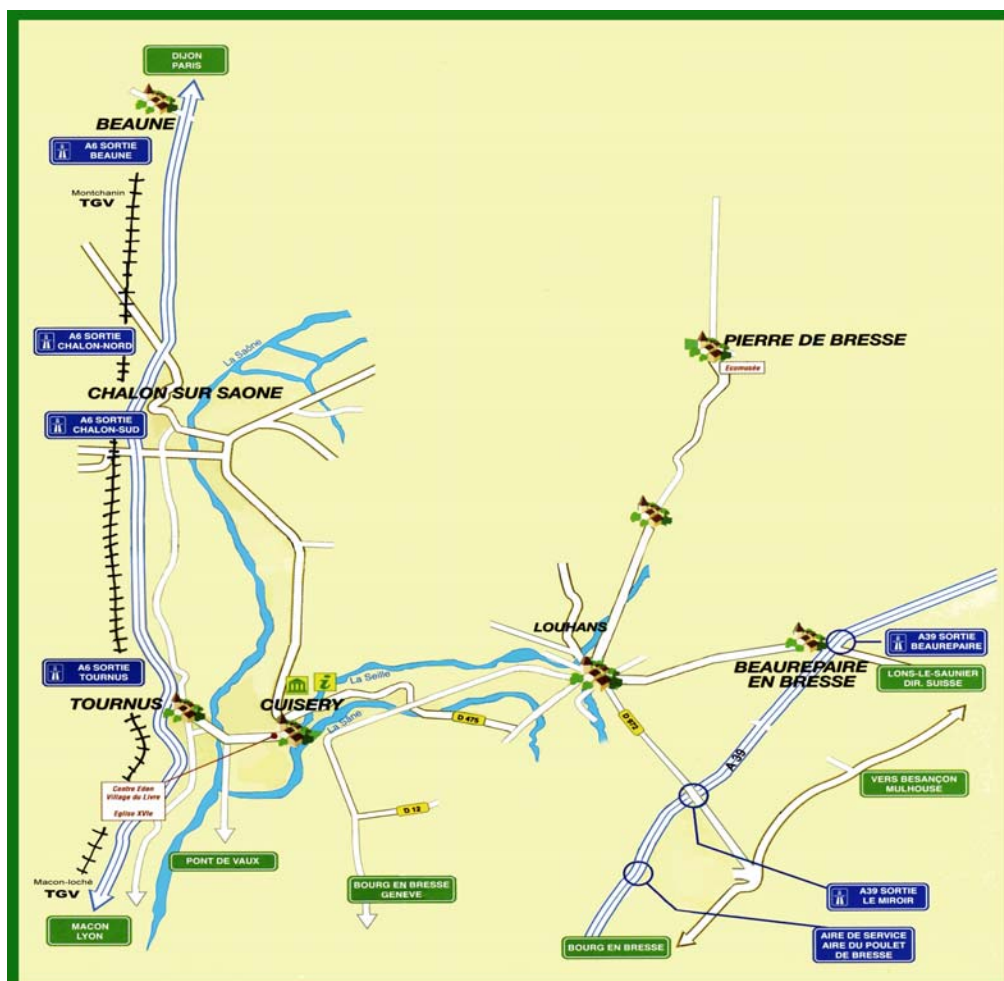 DIJON
PARIS
BEAUNE
A6 SORTIE
BEAUNE
Montchanin
TGV
La Saône
A6 SORTIE
CHALON-NORD
PIERRE DE BRESSE
Ecomusée
CHALON SUR SAONE
A6 SORTIE
CHALON-SUD
LOUHANS
A39 SORTIE
BEAUREPAIRE
A6 SORTIE
TOURNUS
La Seille
BEAUREPAIRE
EN BRESSE
LONS-LE-SAUNIER
DIR. SUISSE
TOURNUS
i
CUISERY
La Sâne
D 475
D 972
A 39
VERS BESANÇON
MULHOUSE
Centre Eden
Village du Livre
Eglise XVIe
D 12
PONT DE VAUX
Macon-loché
TGV
BOURG EN BRESSE
GENEVE
A39 SORTIE
LE MIROIR
MACON
LYON
BOURG EN BRESSE
AIRE DE SERVICE
AIRE DU POULET
DE BRESSE